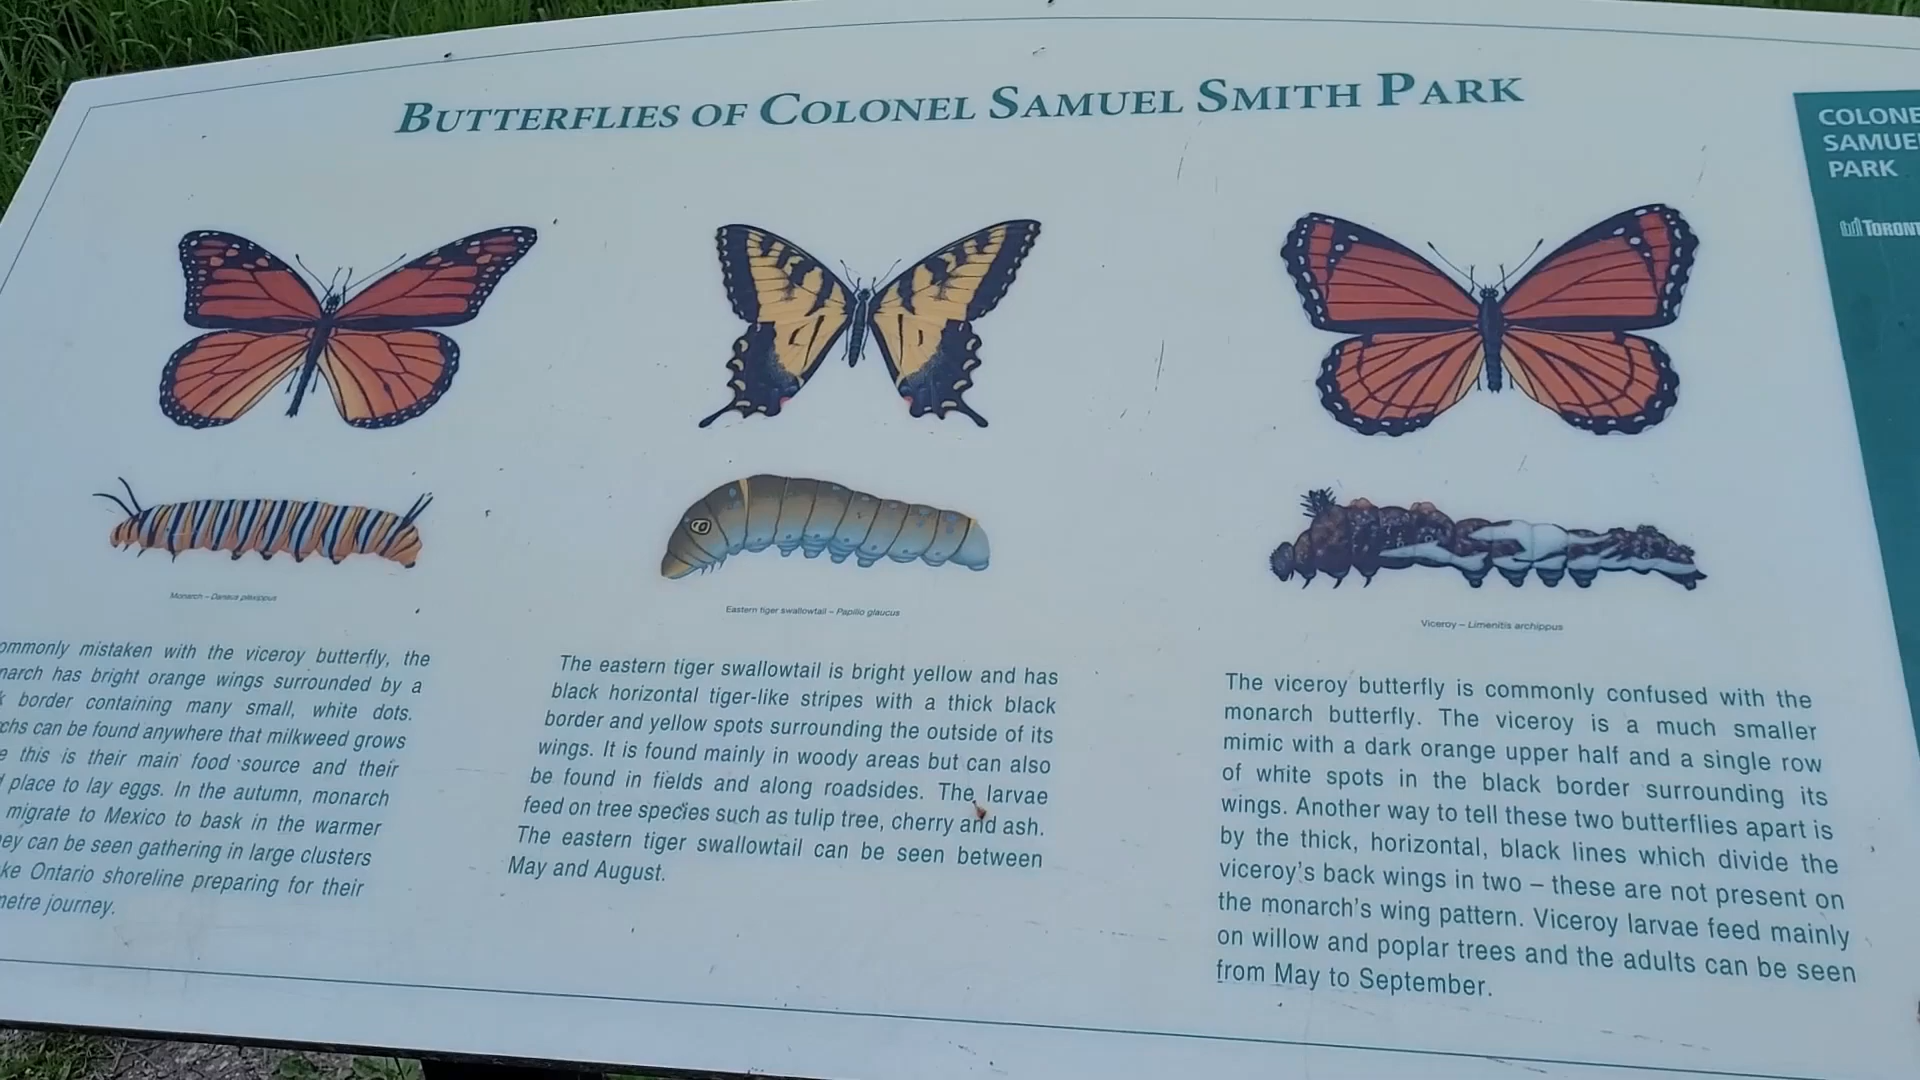 BUTTERFLIES OF COLONEL SAMUEL SMITH PARK
Monarch – Danaus plexippus
mistaken with the viceroy butterfly, the
has bright orange wings surrounded by a
border containing many small, white dots.
can be found anywhere that milkweed grows
this is their main food source and their
place to lay eggs. In the autumn, monarch
migrate to Mexico to bask in the warmer
can be seen gathering in large clusters
Ontario shoreline preparing for their
journey.
Eastern tiger swallowtail – Papilio glaucus
The eastern tiger swallowtail is bright yellow and has
black horizontal tiger-like stripes with a thick black
border and yellow spots surrounding the outside of its
wings. It is found mainly in woody areas but can also
be found in fields and along roadsides. The larvae
feed on tree species such as tulip tree, cherry and ash.
The eastern tiger swallowtail can be seen between
May and August.
Viceroy – Limenitis archippus
The viceroy butterfly is commonly confused with the
monarch butterfly. The viceroy is a much smaller
mimic with a dark orange upper half and a single row
of white spots in the black border surrounding its
wings. Another way to tell these two butterflies apart is
by the thick, horizontal, black lines which divide the
viceroy's back wings in two – these are not present on
the monarch's wing pattern. Viceroy larvae feed mainly
on willow and poplar trees and the adults can be seen
from May to September.
COLONE
SAMUE
PARK
TORONT